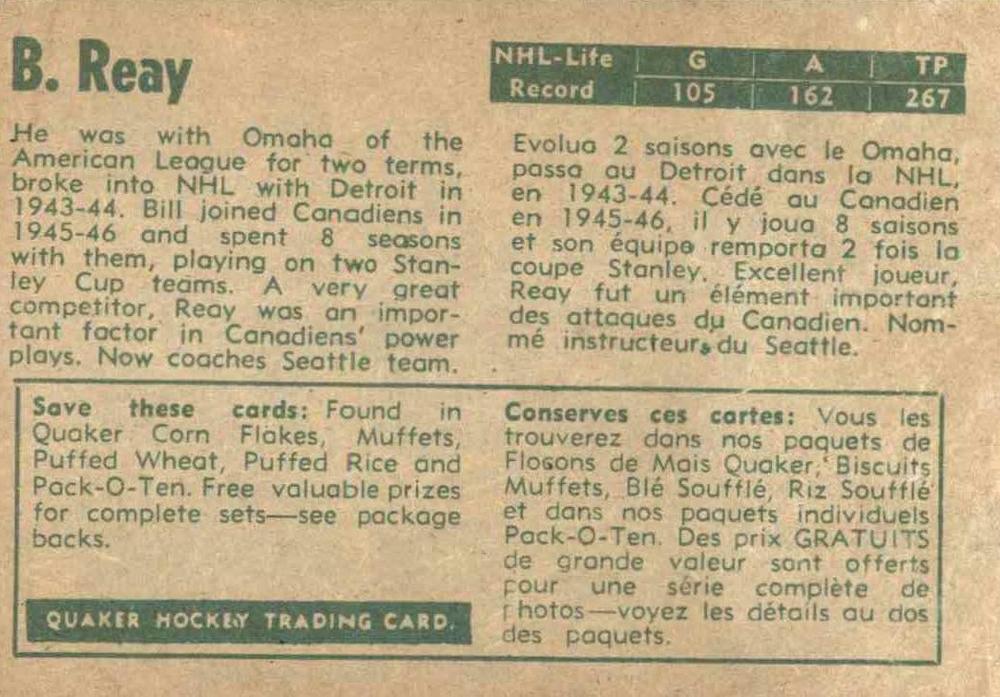 B. Reay
NHL-Life G A TP
Record 105 162 267
He was with Omaha of the
American League for two terms,
broke into NHL with Detroit in
1943-44. Bill joined Canadiens in
1945-46 and spent 8 seasons
with them, playing on two Stan-
ley Cup teams. A very great
competitor, Reay was an impor-
tant factor in Canadiens' power
plays. Now coaches Seattle team.
Evolua 2 saisons avec le Omaha,
passa au Detroit dans la NHL,
en 1943-44. Cédé au Canadien
en 1945-46, il y joua 8 saisons
et son équipe remporta 2 fois la
coupe Stanley. Excellent joueur,
Reay fut un élément important
des attaques du Canadien. Nom-
mé instructeur du Seattle.
Save these cards: Found in
Quaker Corn Flakes, Muffets,
Puffed Wheat, Puffed Rice and
Pack-O-Ten. Free valuable prizes
for complete sets—see package
backs.
QUAKER HOCKEY TRADING CARD.
Conserves ces cartes: Vous les
trouverez dans nos paquets de
Flocons de Mais Quaker, Biscuits
Muffets, Blé Soufflé, Riz Soufflé
et dans nos paquets individuels
Pack-O-Ten. Des prix GRATUITS
de grande valeur sont offerts
pour une série complète de
photos—voyez les détails au dos
des paquets.